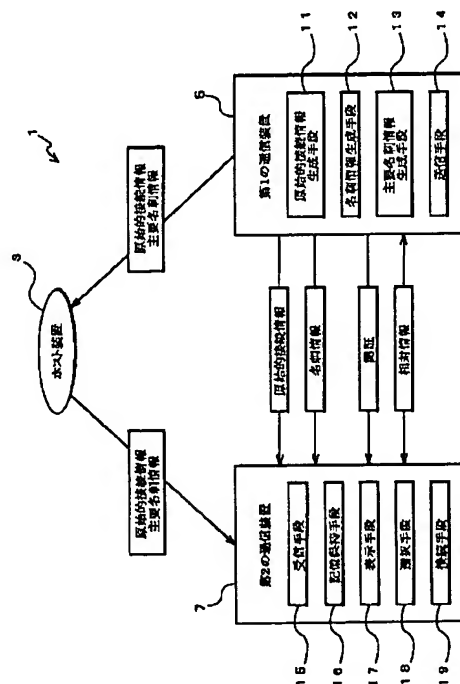 1
3
ホスト装置
原始的接続情報
主要名刺情報
原始的接続情報
主要名刺情報
7
第2の通信装置
受信手段
15
記憶保持手段
16
表示手段
17
選択手段
18
接続手段
19
原始的接続情報
名刺情報
相対情報
第1の通信装置
原始的接続情報
生成手段
11
名刺情報生成手段
12
主要名刺情報
生成手段
13
送信手段
14